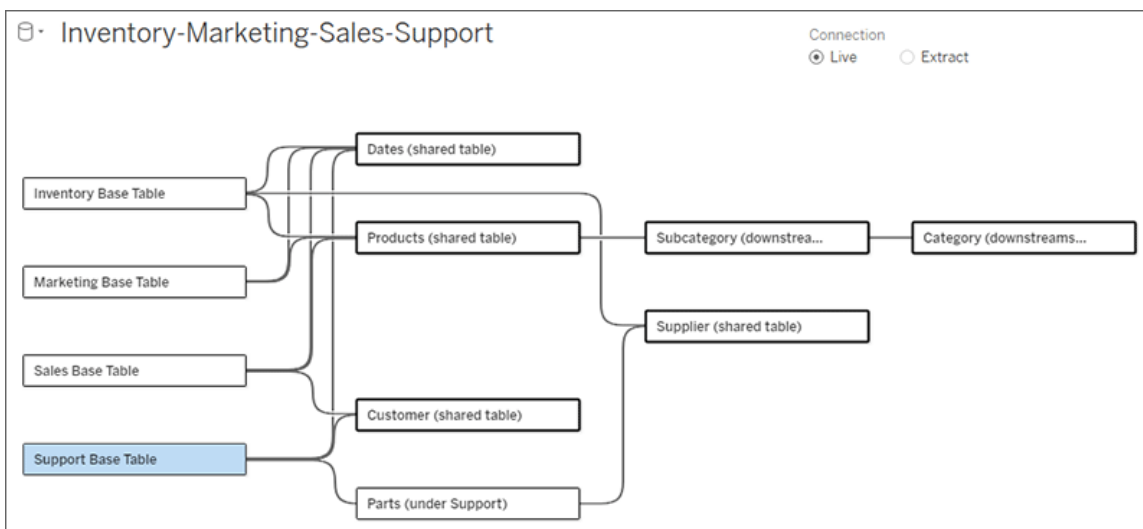 Inventory-Marketing-Sales-Support
Connection
Live
Extract
Dates (shared table)
Inventory Base Table
Products (shared table)
Subcategory (downstrea...
Category (downstreams...
Marketing Base Table
Supplier (shared table)
Sales Base Table
Customer (shared table)
Support Base Table
Parts (under Support)